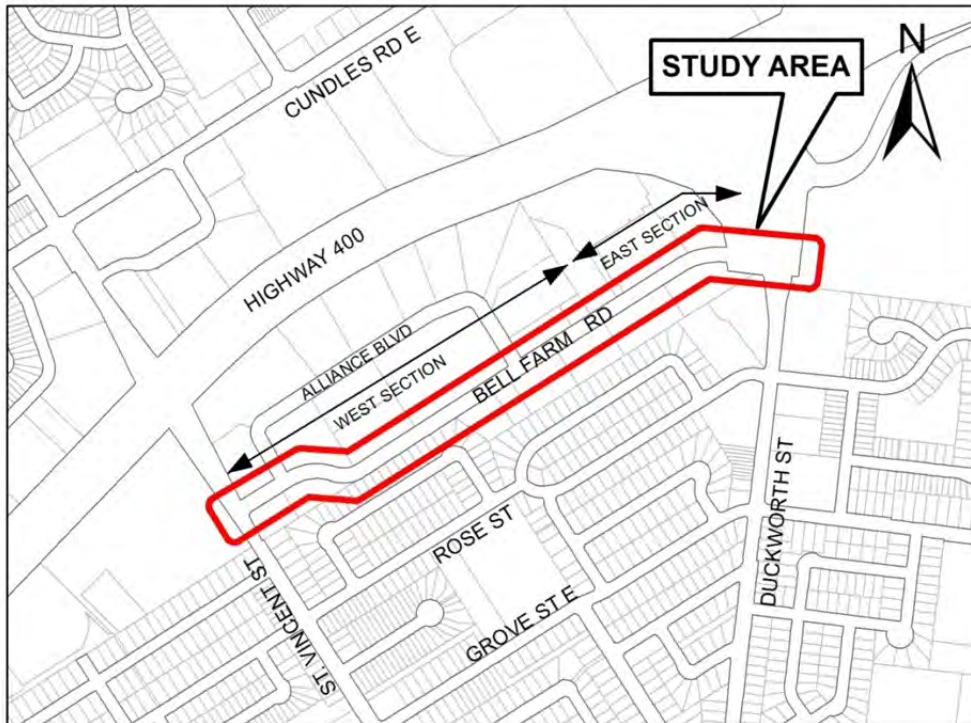 N
CUNDLES RD E
STUDY AREA
HIGHWAY 400
EAST SECTION
ALLIANCE BLVD
WEST SECTION
BELL FARM RD
ROSE ST
DUCKWORTH ST
ST. VINCENT ST
GROVE ST E